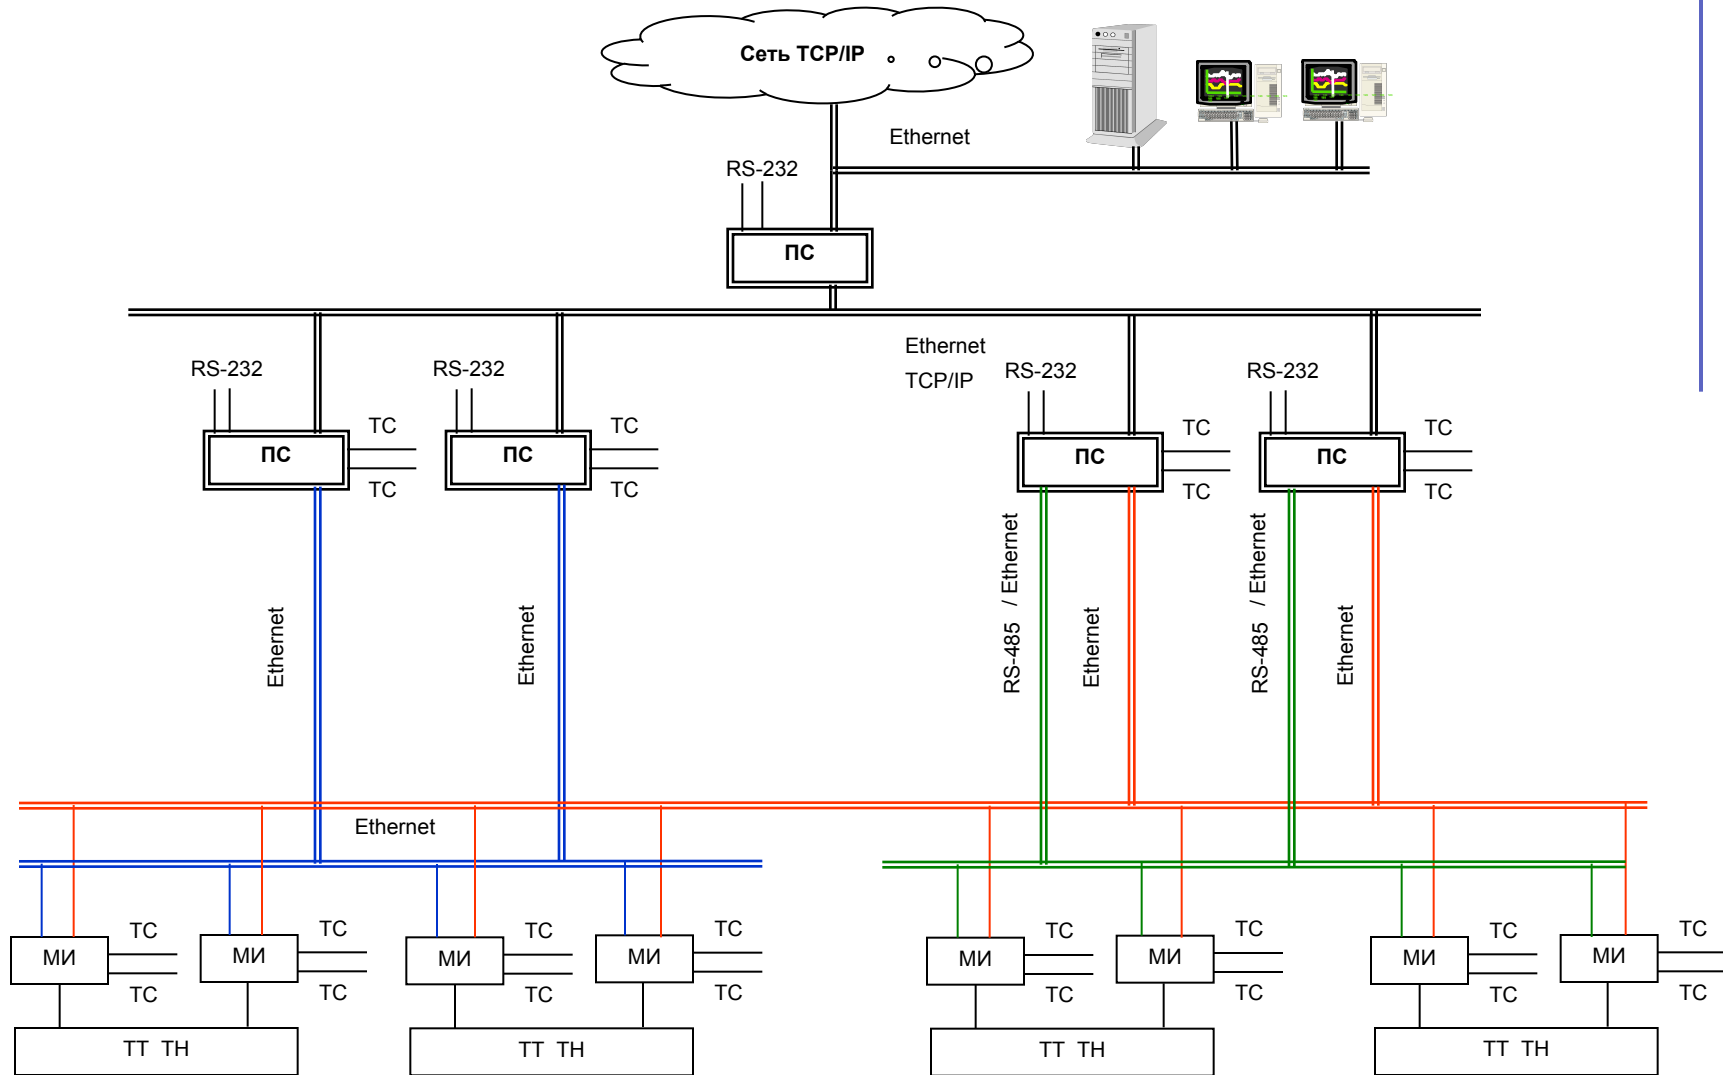 Сеть TCP/IP
Ethernet
RS-232
ПС
Ethernet
TCP/IP
RS-232
RS-232
RS-232
RS-232
ТС
ТС
ТС
ТС
ПС
ПС
ПС
ПС
ТС
ТС
ТС
ТС
Ethernet
Ethernet
RS-485 / Ethernet
Ethernet
RS-485 / Ethernet
Ethernet
Ethernet
ТС
ТС
ТС
ТС
ТС
ТС
ТС
ТС
МИ
МИ
МИ
МИ
МИ
МИ
МИ
МИ
ТС
ТС
ТС
ТС
ТС
ТС
ТС
ТС
ТТ ТН
ТТ ТН
ТТ ТН
ТТ ТН